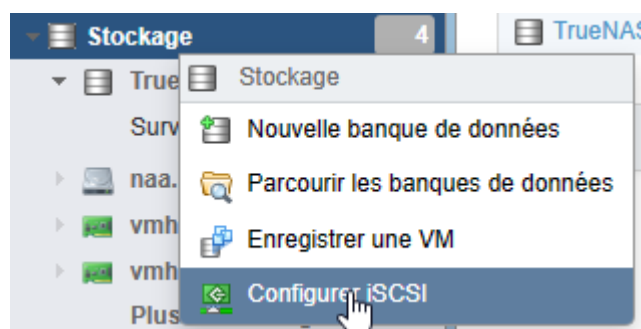 Stockage 4
TrueNAS
True
Stockage
Surv
Nouvelle banque de données
naa.
Parcourir les banques de données
vmh
Enregistrer une VM
vmh
Configurer iSCSI
Plus